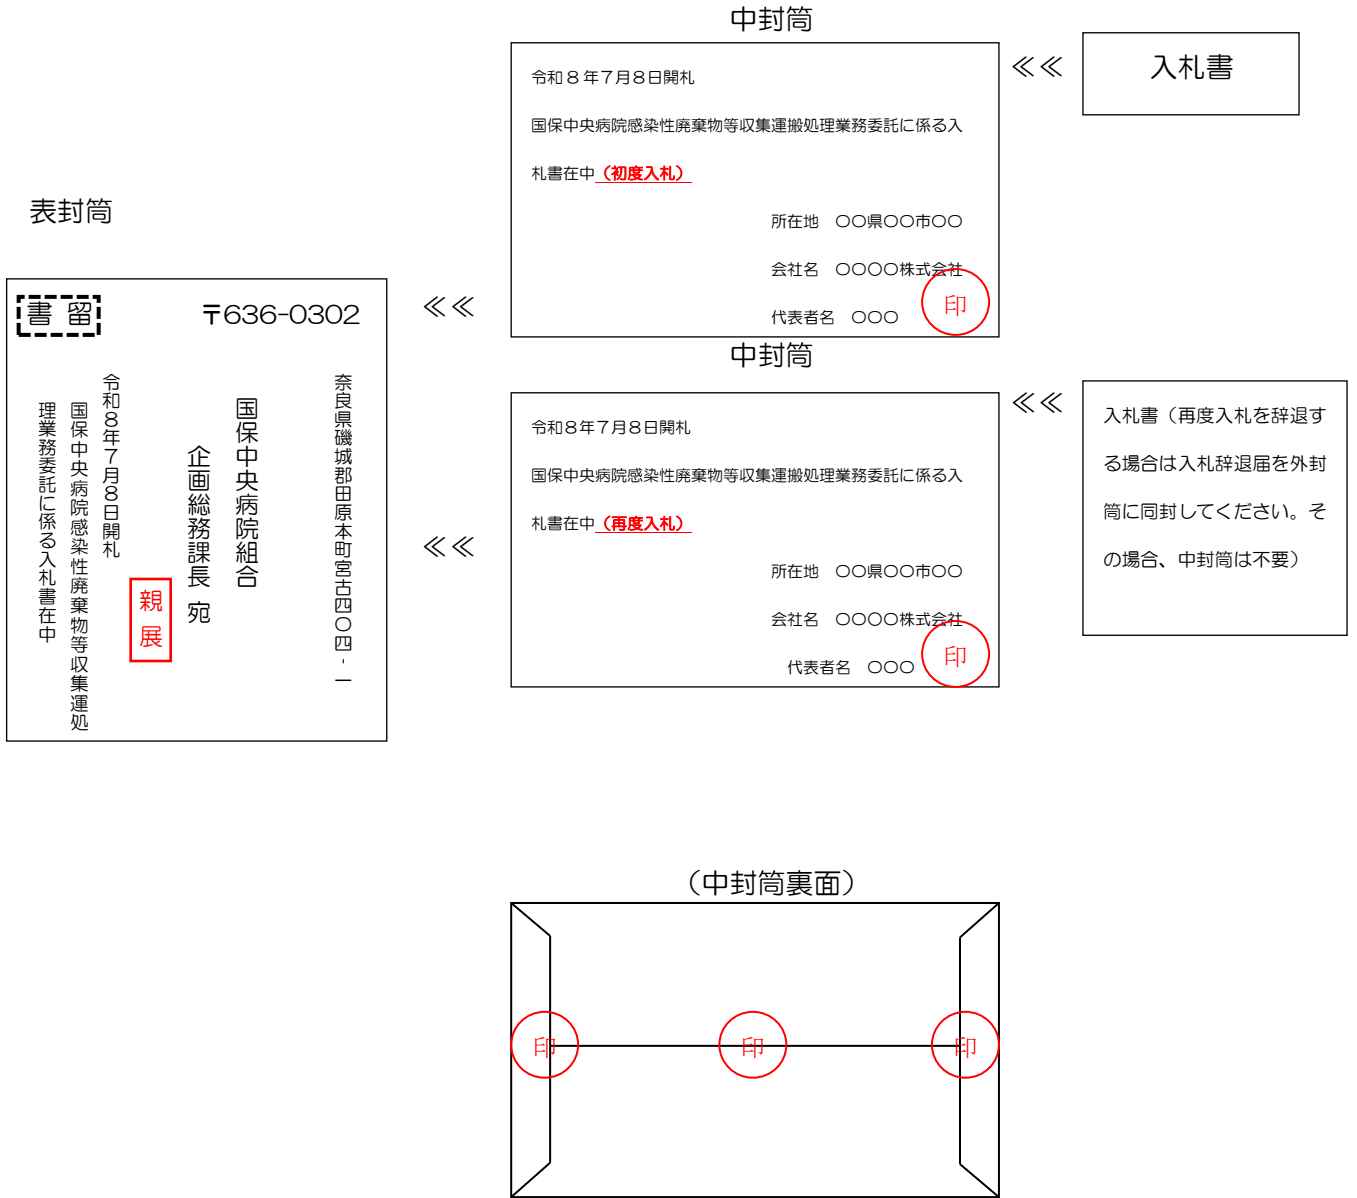 中封筒
令和８年７月８日開札
国保中央病院感染性廃棄物等収集運搬処理業務委託に係る入
札書在中（初度入札）
所在地　〇〇県〇〇市〇〇
会社名　〇〇〇〇株式会社
代表者名　〇〇〇
印
≪≪
入札書
表封筒
書 留
〒636-0302
奈良県磯城郡田原本町宮古四〇四-一
国保中央病院組合
企画総務課長 宛
親展
令和8年7月8日開札
国保中央病院感染性廃棄物等収集運処
理業務委託に係る入札書在中
≪≪
≪≪
中封筒
令和８年７月８日開札
国保中央病院感染性廃棄物等収集運搬処理業務委託に係る入
札書在中（再度入札）
所在地　〇〇県〇〇市〇〇
会社名　〇〇〇〇株式会社
代表者名　〇〇〇
印
≪≪
入札書（再度入札を辞退す
る場合は入札辞退届を外封
筒に同封してください。そ
の場合、中封筒は不要）
（中封筒裏面）
印
印
印